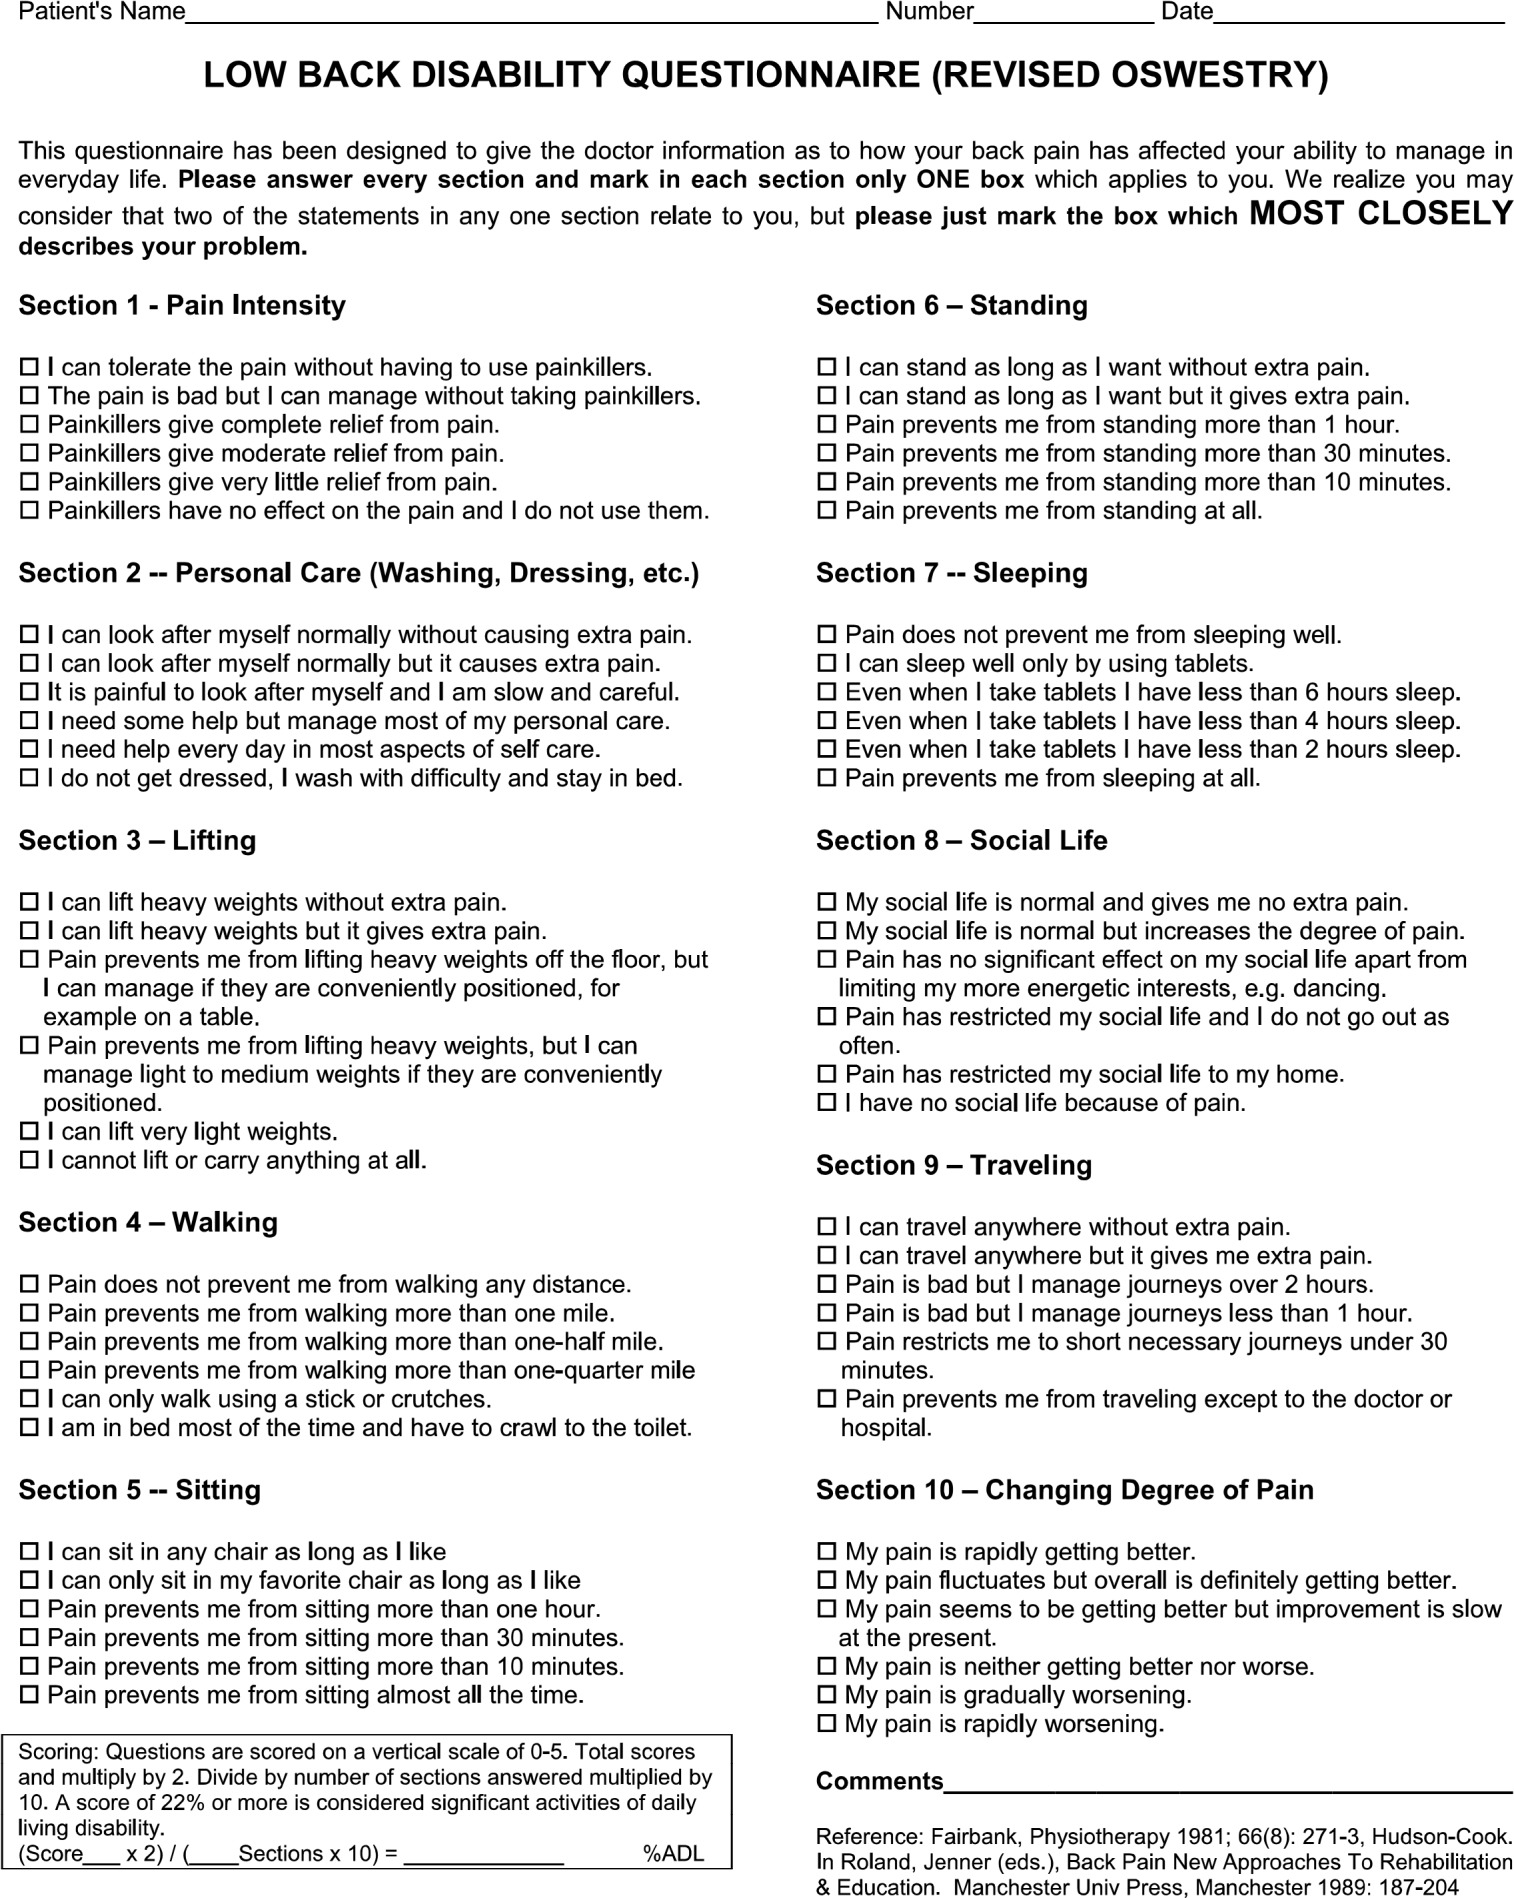 Patient's Name Number Date
LOW BACK DISABILITY QUESTIONNAIRE (REVISED OSWESTRY)
This questionnaire has been designed to give the doctor information as to how your back pain has affected your ability to manage in
everyday life. Please answer every section and mark in each section only ONE box which applies to you. We realize you may
consider that two of the statements in any one section relate to you, but please just mark the box which MOST CLOSELY
describes your problem.
Section 1 - Pain Intensity
☐ I can tolerate the pain without having to use painkillers.
☐ The pain is bad but I can manage without taking painkillers.
☐ Painkillers give complete relief from pain.
☐ Painkillers give moderate relief from pain.
☐ Painkillers give very little relief from pain.
☐ Painkillers have no effect on the pain and I do not use them.
Section 2 -- Personal Care (Washing, Dressing, etc.)
☐ I can look after myself normally without causing extra pain.
☐ I can look after myself normally but it causes extra pain.
☐ It is painful to look after myself and I am slow and careful.
☐ I need some help but manage most of my personal care.
☐ I need help every day in most aspects of self care.
☐ I do not get dressed, I wash with difficulty and stay in bed.
Section 3 – Lifting
☐ I can lift heavy weights without extra pain.
☐ I can lift heavy weights but it gives extra pain.
☐ Pain prevents me from lifting heavy weights off the floor, but
I can manage if they are conveniently positioned, for
example on a table.
☐ Pain prevents me from lifting heavy weights, but I can
manage light to medium weights if they are conveniently
positioned.
☐ I can lift very light weights.
☐ I cannot lift or carry anything at all.
Section 4 – Walking
☐ Pain does not prevent me from walking any distance.
☐ Pain prevents me from walking more than one mile.
☐ Pain prevents me from walking more than one-half mile.
☐ Pain prevents me from walking more than one-quarter mile
☐ I can only walk using a stick or crutches.
☐ I am in bed most of the time and have to crawl to the toilet.
Section 5 -- Sitting
☐ I can sit in any chair as long as I like
☐ I can only sit in my favorite chair as long as I like
☐ Pain prevents me from sitting more than one hour.
☐ Pain prevents me from sitting more than 30 minutes.
☐ Pain prevents me from sitting more than 10 minutes.
☐ Pain prevents me from sitting almost all the time.
Scoring: Questions are scored on a vertical scale of 0-5. Total scores
and multiply by 2. Divide by number of sections answered multiplied by
10. A score of 22% or more is considered significant activities of daily
living disability.
(Score___ x 2) / (____Sections x 10) = _____________ %ADL
Section 6 – Standing
☐ I can stand as long as I want without extra pain.
☐ I can stand as long as I want but it gives extra pain.
☐ Pain prevents me from standing more than 1 hour.
☐ Pain prevents me from standing more than 30 minutes.
☐ Pain prevents me from standing more than 10 minutes.
☐ Pain prevents me from standing at all.
Section 7 -- Sleeping
☐ Pain does not prevent me from sleeping well.
☐ I can sleep well only by using tablets.
☐ Even when I take tablets I have less than 6 hours sleep.
☐ Even when I take tablets I have less than 4 hours sleep.
☐ Even when I take tablets I have less than 2 hours sleep.
☐ Pain prevents me from sleeping at all.
Section 8 – Social Life
☐ My social life is normal and gives me no extra pain.
☐ My social life is normal but increases the degree of pain.
☐ Pain has no significant effect on my social life apart from
limiting my more energetic interests, e.g. dancing.
☐ Pain has restricted my social life and I do not go out as
often.
☐ Pain has restricted my social life to my home.
☐ I have no social life because of pain.
Section 9 – Traveling
☐ I can travel anywhere without extra pain.
☐ I can travel anywhere but it gives me extra pain.
☐ Pain is bad but I manage journeys over 2 hours.
☐ Pain is bad but I manage journeys less than 1 hour.
☐ Pain restricts me to short necessary journeys under 30
minutes.
☐ Pain prevents me from traveling except to the doctor or
hospital.
Section 10 – Changing Degree of Pain
☐ My pain is rapidly getting better.
☐ My pain fluctuates but overall is definitely getting better.
☐ My pain seems to be getting better but improvement is slow
at the present.
☐ My pain is neither getting better nor worse.
☐ My pain is gradually worsening.
☐ My pain is rapidly worsening.
Comments
Reference: Fairbank, Physiotherapy 1981; 66(8): 271-3, Hudson-Cook.
In Roland, Jenner (eds.), Back Pain New Approaches To Rehabilitation
& Education. Manchester Univ Press, Manchester 1989: 187-204